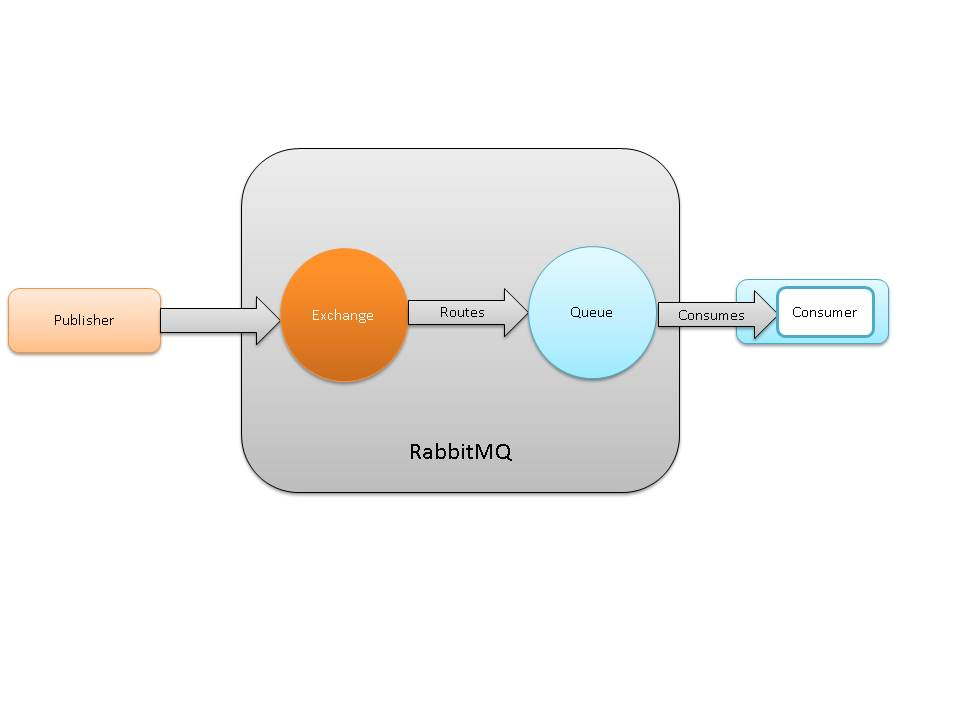 Publisher
Exchange
Routes
Queue
Consumes
Consumer
RabbitMQ